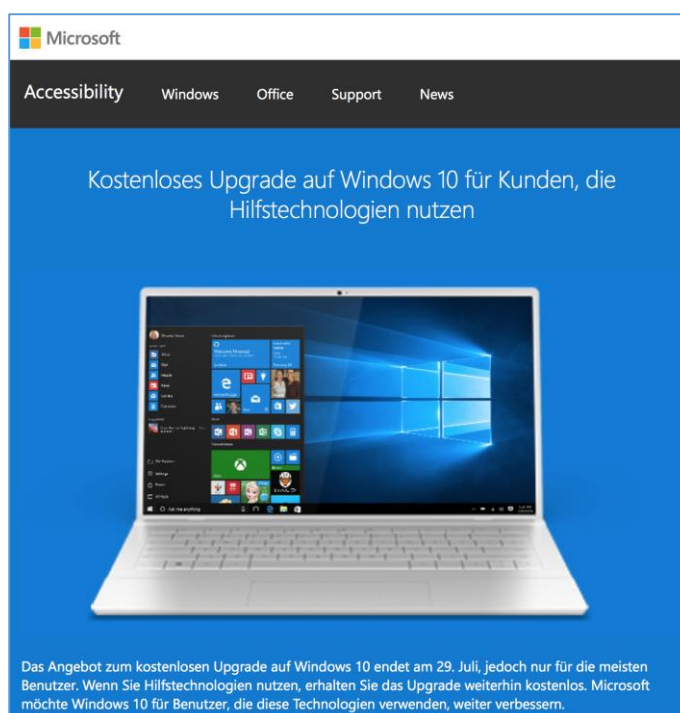 Microsoft
Accessibility Windows Office Support News
Kostenloses Upgrade auf Windows 10 für Kunden, die
Hilfstechnologien nutzen
Das Angebot zum kostenlosen Upgrade auf Windows 10 endet am 29. Juli, jedoch nur für die meisten
Benutzer. Wenn Sie Hilfstechnologien nutzen, erhalten Sie das Upgrade weiterhin kostenlos. Microsoft
möchte Windows 10 für Benutzer, die diese Technologien verwenden, weiter verbessern.